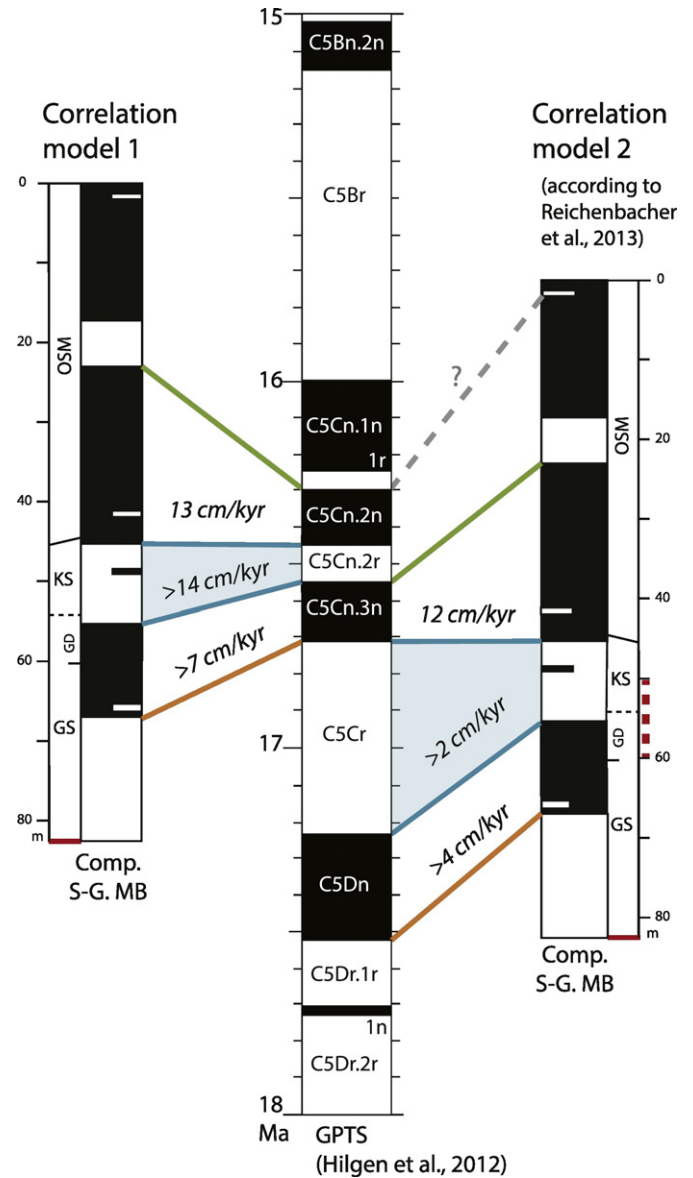 Correlation
model 1
0
20
40
60
80
m
OSM
KS
GD
GS
Comp.
S-G. MB
13 cm/kyr
>14 cm/kyr
>7 cm/kyr
15
16
17
18
Ma
C5Bn.2n
C5Br
C5Cn.1n
1r
C5Cn.2n
C5Cn.2r
C5Cn.3n
C5Cr
C5Dn
C5Dr.1r
1n
C5Dr.2r
GPTS
(Hilgen et al., 2012)
?
12 cm/kyr
>2 cm/kyr
>4 cm/kyr
Correlation
model 2
(according to
Reichenbacher
et al., 2013)
0
20
40
60
80
m
OSM
KS
GD
GS
Comp.
S-G. MB